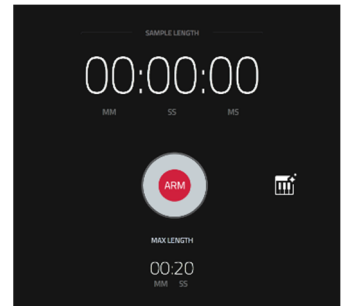 SAMPLE LENGTH
00:00:00
MM SS MS
ARM
MAX LENGTH
00:20
MM SS